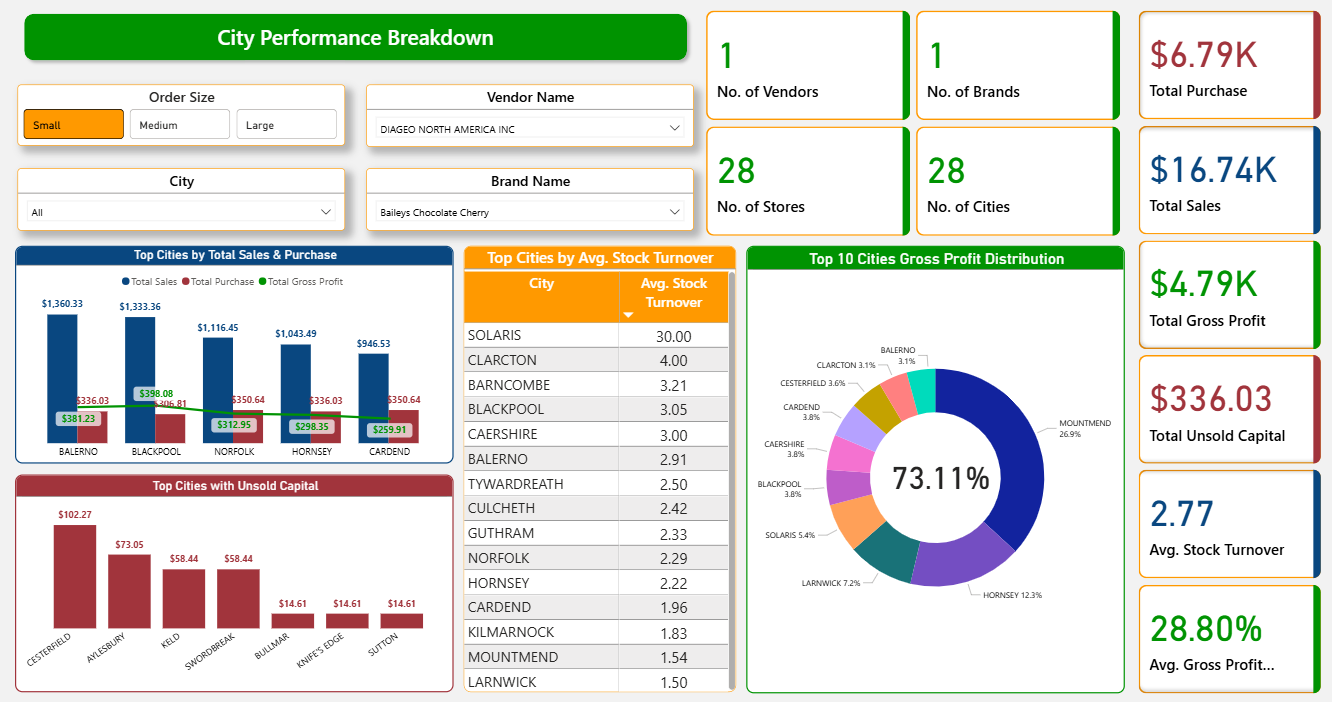 City Performance Breakdown
Order Size
Small
Medium
Large
Vendor Name
DIAGEO NORTH AMERICA INC
City
All
Brand Name
Baileys Chocolate Cherry
1
No. of Vendors
1
No. of Brands
28
No. of Stores
28
No. of Cities
$6.79K
Total Purchase
$16.74K
Total Sales
$4.79K
Total Gross Profit
$336.03
Total Unsold Capital
2.77
Avg. Stock Turnover
28.80%
Avg. Gross Profit...
Top Cities by Total Sales & Purchase
Total Sales Total Purchase Total Gross Profit
$1,360.33
$1,333.36
$1,116.45
$1,043.49
$946.53
$336.03
$306.81
$350.64
$336.03
$350.64
$381.23
$398.08
$312.95
$298.35
$259.91
BALERNO
BLACKPOOL
NORFOLK
HORNSEY
CARDEND
Top Cities with Unsold Capital
$102.27
$73.05
$58.44
$58.44
$14.61
$14.61
$14.61
CESTERFIELD
AYLESBURY
KELD
SWORDBREAK
BULLMAR
KNIFE'S EDGE
SUTTON
Top Cities by Avg. Stock Turnover
City
Avg. Stock
Turnover
SOLARIS 30.00
CLARCTON 4.00
BARNCOMBE 3.21
BLACKPOOL 3.05
CAERSHIRE 3.00
BALERNO 2.91
TYWARDREATH 2.50
CULCHETH 2.42
GUTHRAM 2.33
NORFOLK 2.29
HORNSEY 2.22
CARDEND 1.96
KILMARNOCK 1.83
MOUNTMEND 1.54
LARNWICK 1.50
Top 10 Cities Gross Profit Distribution
BALERNO
3.1%
CLARCTON 3.1%
CESTERFIELD 3.6%
CARDEND
3.8%
CAERSHIRE
3.8%
BLACKPOOL
3.8%
SOLARIS 5.4%
LARNWICK 7.2%
HORNSEY 12.3%
MOUNTMEND
26.9%
73.11%